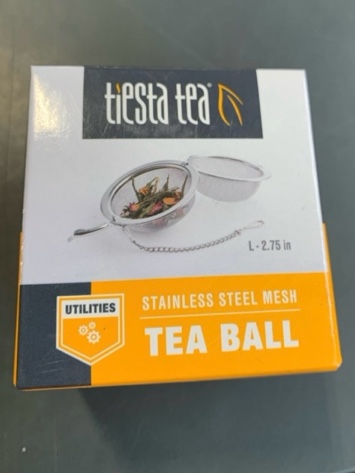 tiesta tea
L - 2.75 in
UTILITIES
STAINLESS STEEL MESH
TEA BALL